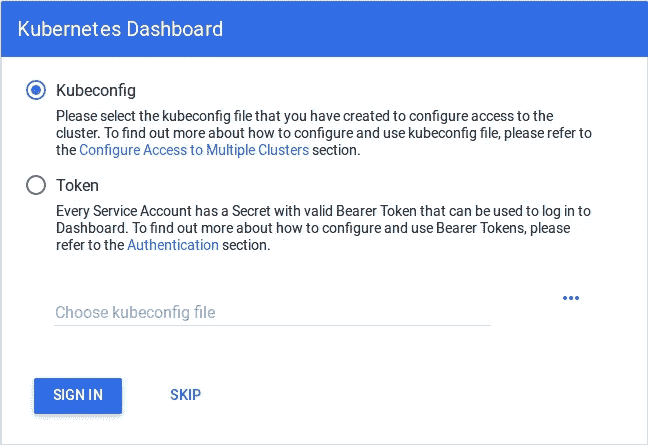 Kubernetes Dashboard
Kubeconfig
Please select the kubeconfig file that you have created to configure access to the
cluster. To find out more about how to configure and use kubeconfig file, please refer to
the Configure Access to Multiple Clusters section.
Token
Every Service Account has a Secret with valid Bearer Token that can be used to log in to
Dashboard. To find out more about how to configure and use Bearer Tokens, please
refer to the Authentication section.
Choose kubeconfig file
SIGN IN SKIP